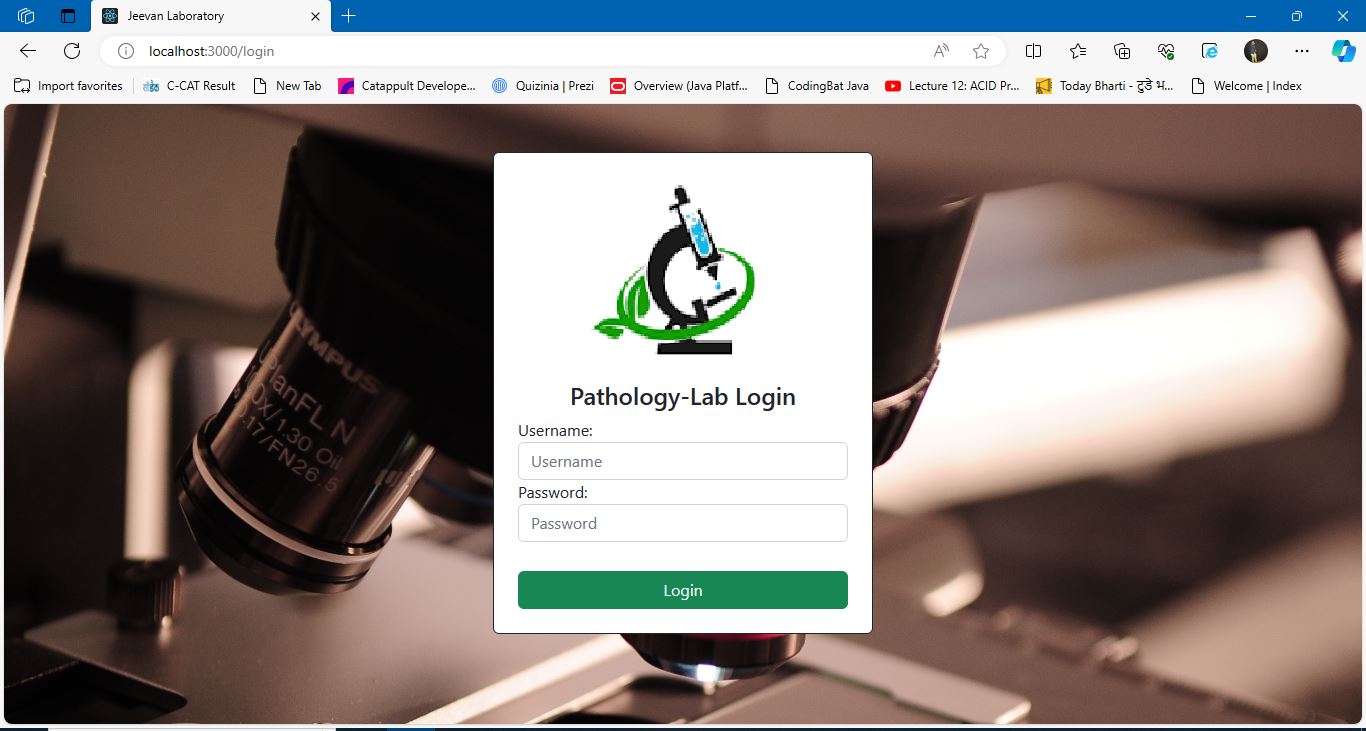 Jeevan Laboratory
localhost:3000/login
Import favorites
C-CAT Result
New Tab
Catappult Develope...
Quizinia | Prezi
Overview (Java Platf...
CodingBat Java
Lecture 12: ACID Pr...
Today Bharti - टुडे भ...
Welcome | Index
OLYMPUS
UPlanFL N
100x/1.30 Oil
0.17/FN26.5
Pathology-Lab Login
Username:
Username
Password:
Password
Login